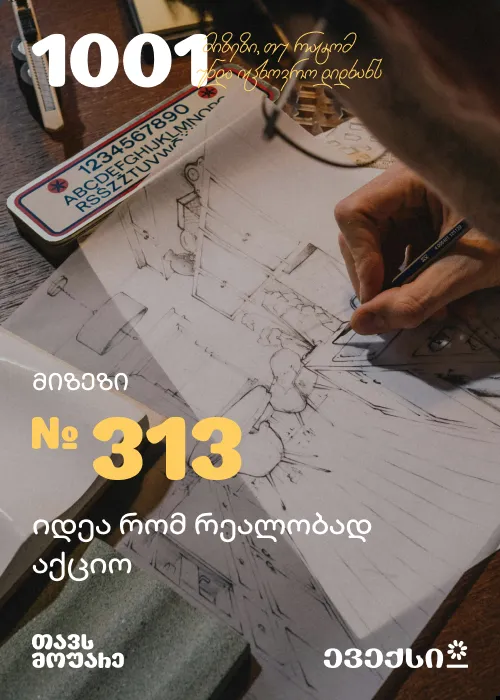 1001 მიზეზი, თუ რატომ
უნდა იცხოვრო დიდხანს
1234567890
ABCDEFGHIJKLMNOP
RSSZŽTUVWÄ
მიზეზი
№ 313
იდეა რომ რეალობად
აქციო
თავს
მოუარე
ევექსი